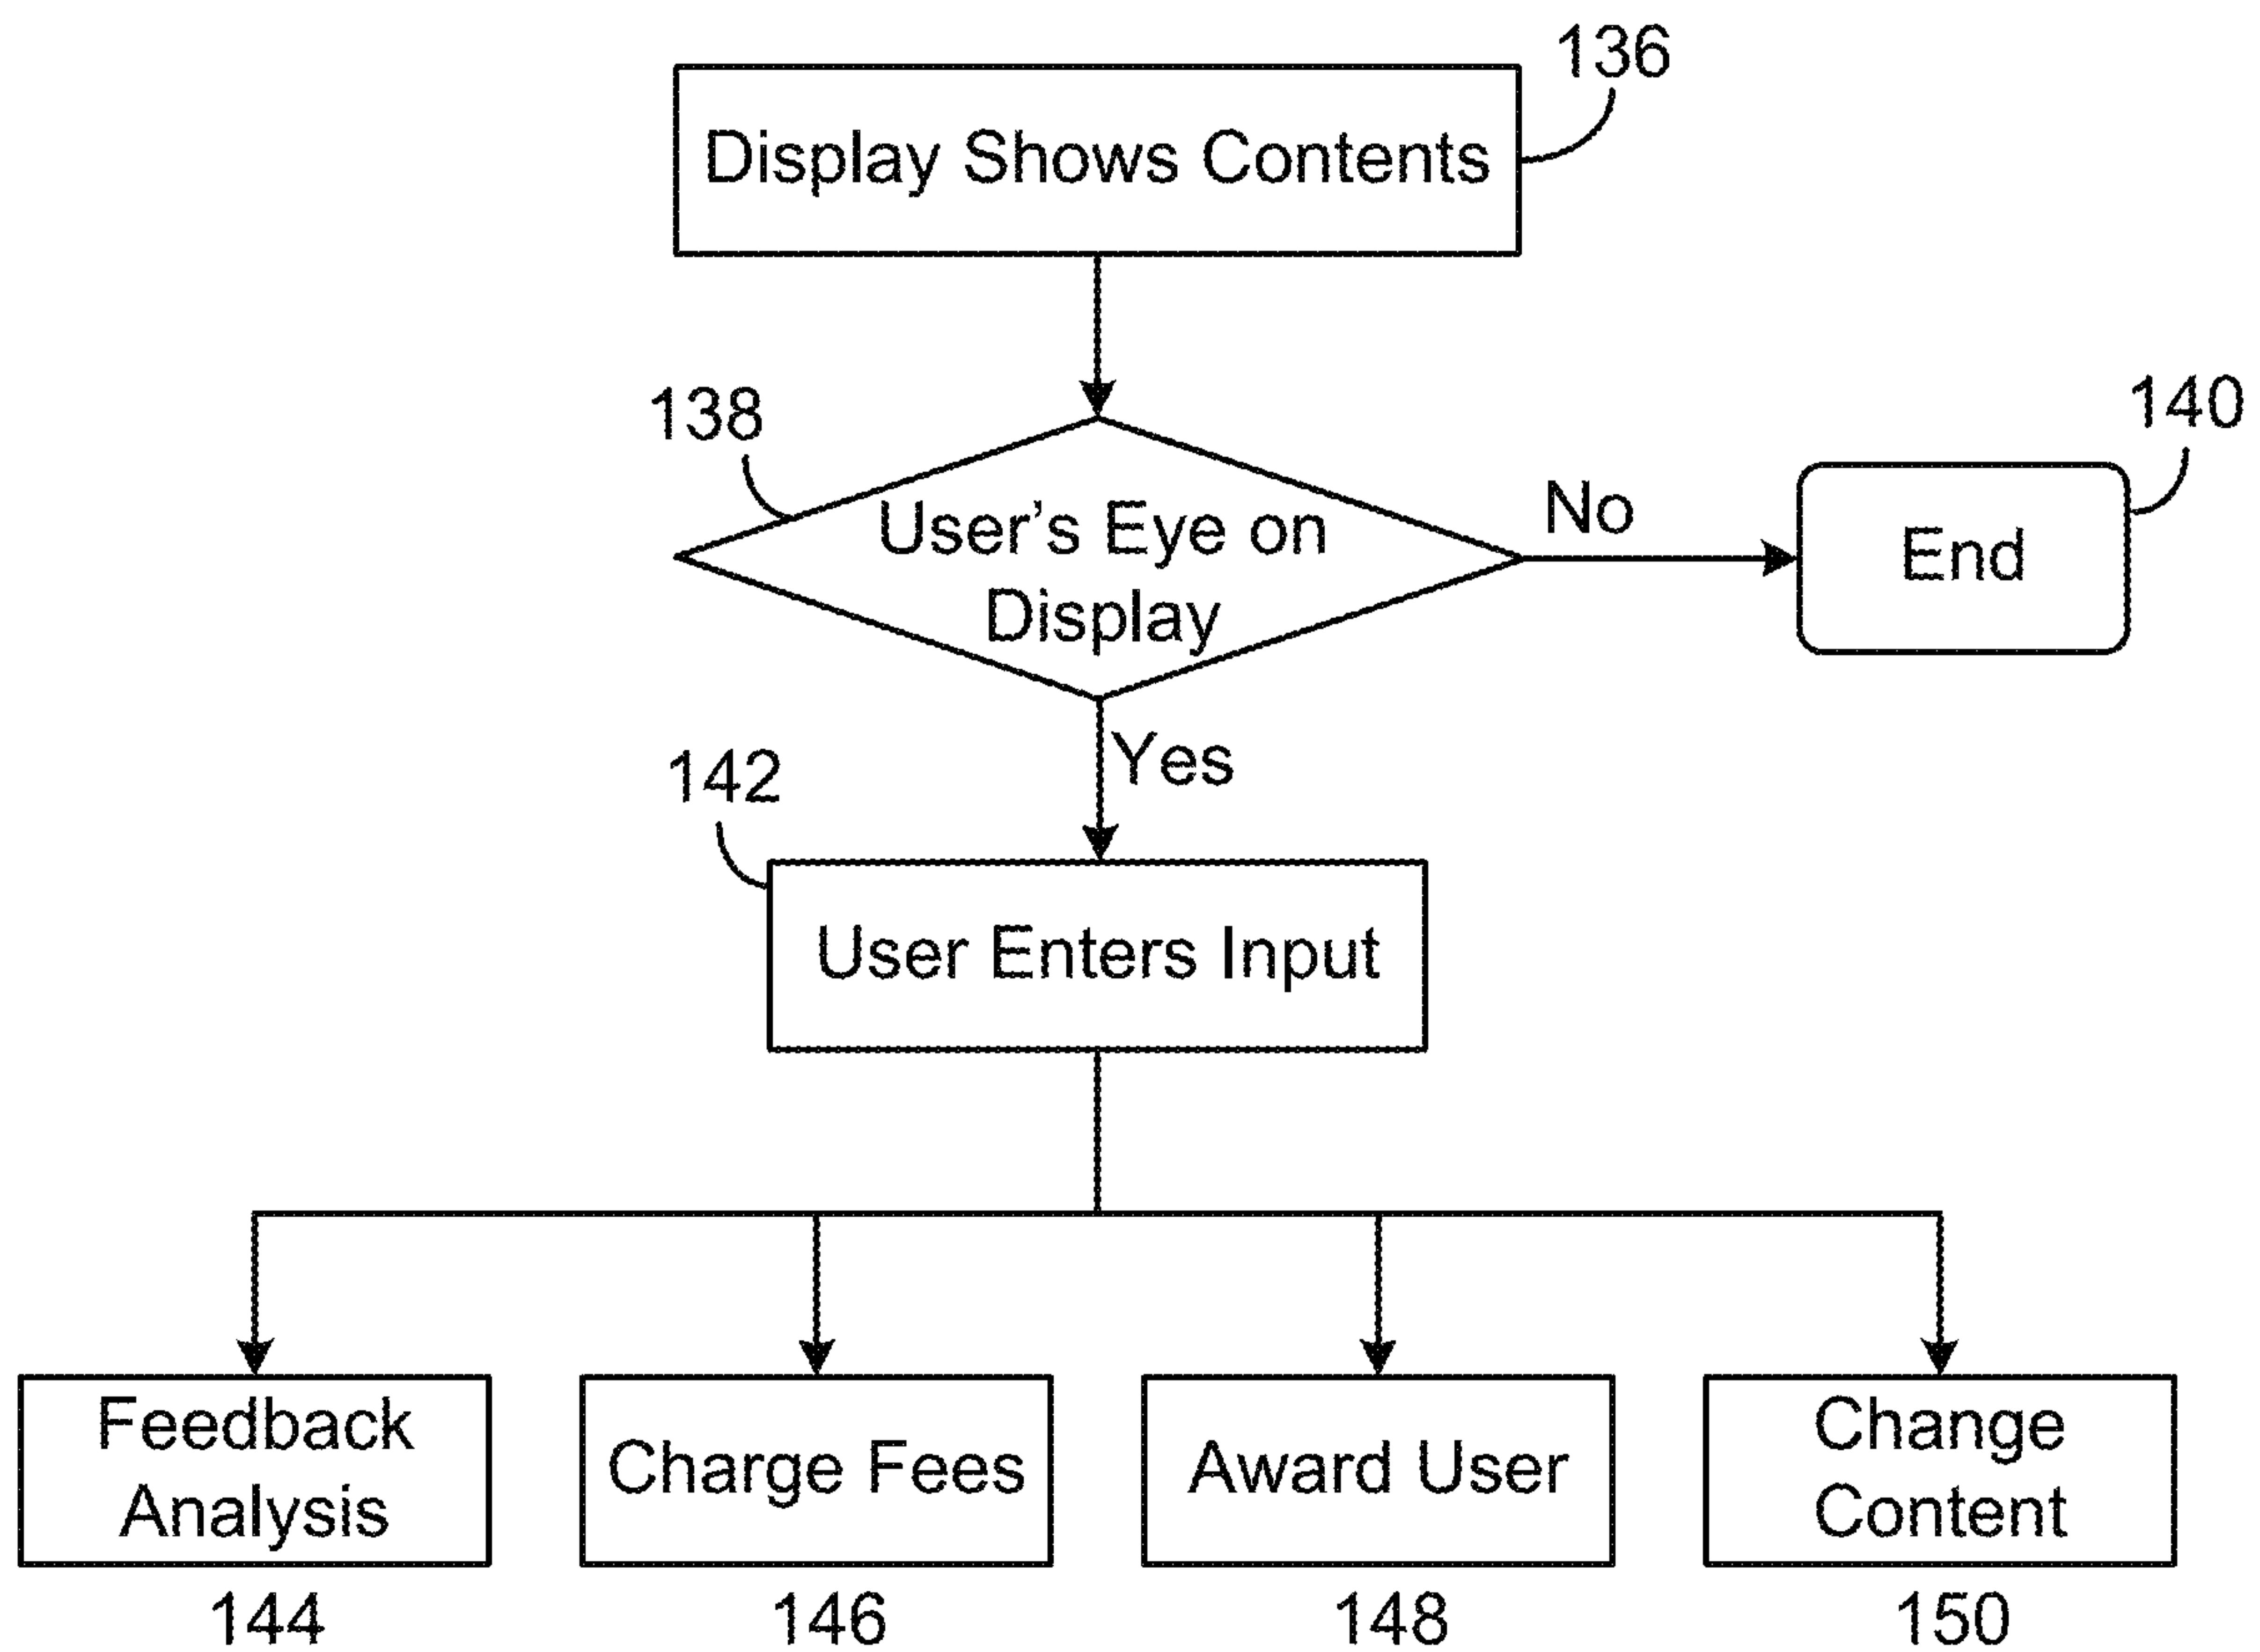 136
Display Shows Contents
138
140
User’s Eye on
Display
No
End
Yes
142
User Enters Input
Feedback
Analysis
Charge Fees
Award User
Change
Content
144
146
148
150